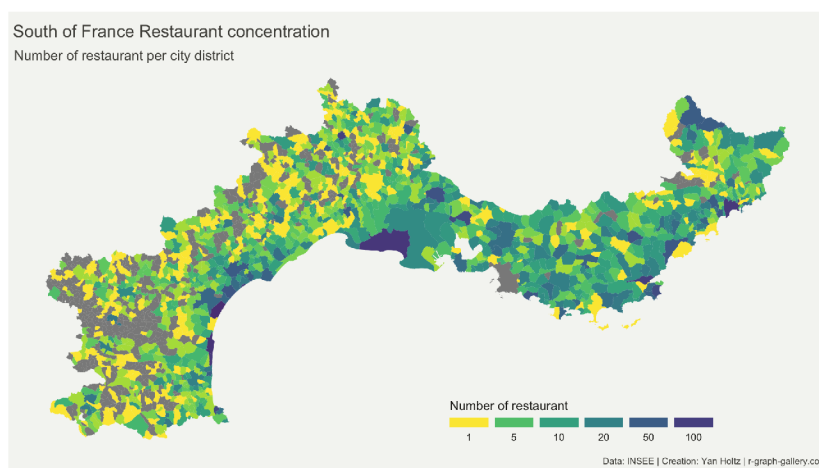 South of France Restaurant concentration
Number of restaurant per city district
Number of restaurant
1 5 10 20 50 100
Data: INSEE | Creation: Yan Holtz | r-graph-gallery.co